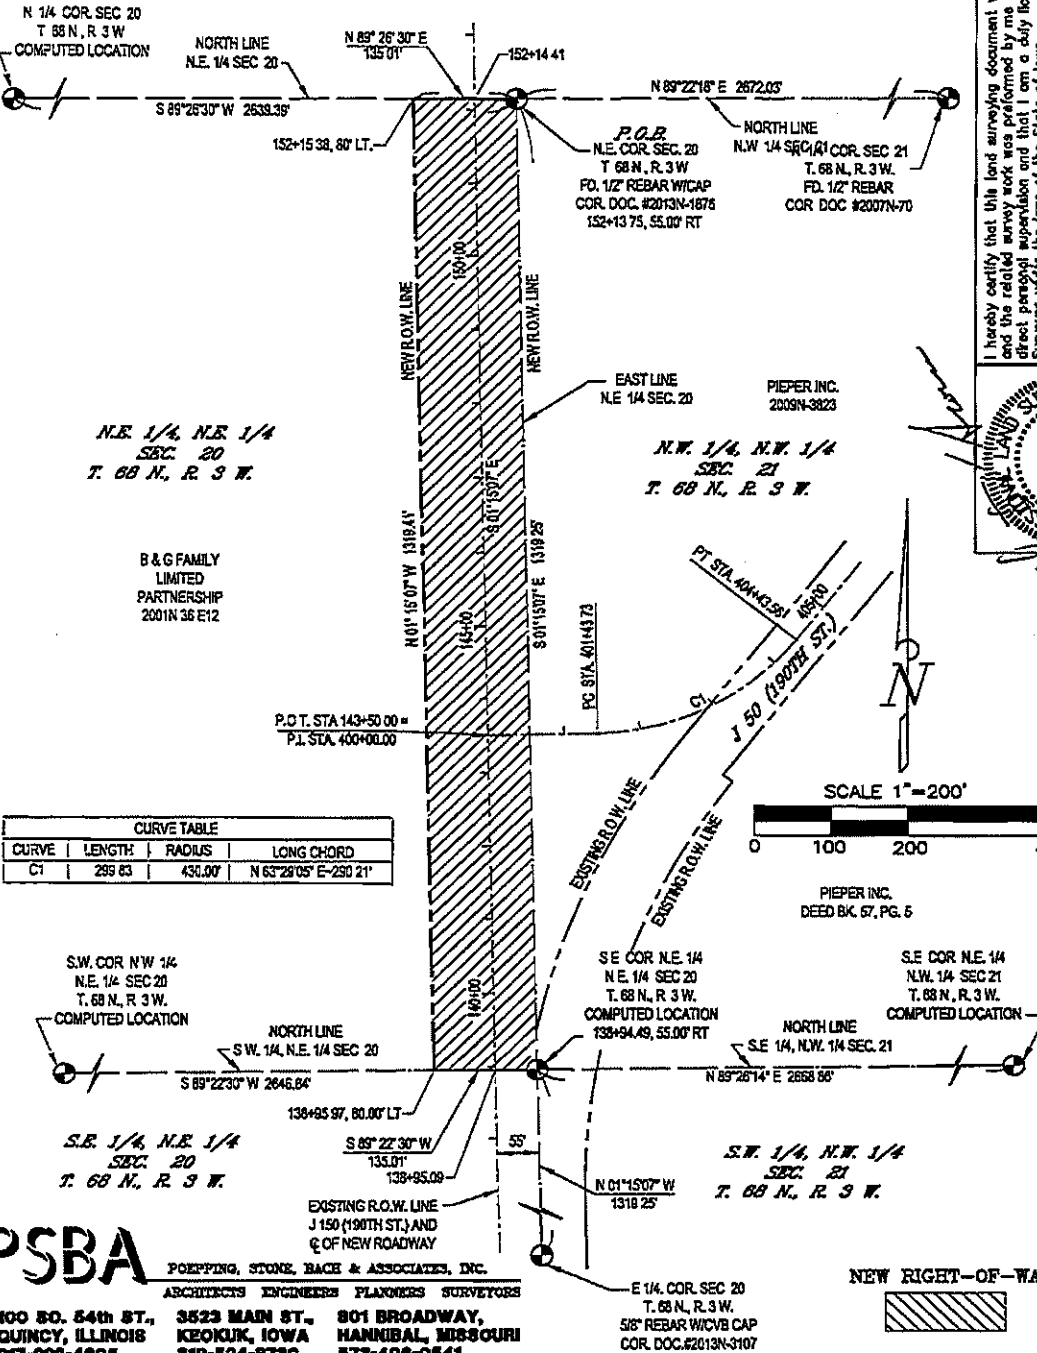 N 1/4 COR. SEC 20
T 68 N., R. 3 W
COMPUTED LOCATION
NORTH LINE
N.E. 1/4 SEC 20
N 89° 26' 30" E
135.01'
152+14 41
S 89°26'30" W 2639.39'
152+15 38, 80' LT.
N 89°22'18" E 2672.03'
P.O.B.
N.E. COR. SEC. 20
T 68 N., R. 3 W
FD. 1/2" REBAR W/CAP
COR. DOC. #2013N-1876
152+13 75, 55.00' RT
NORTH LINE
N.W 1/4 SEC 21
COR. SEC 21
T. 68 N., R. 3 W.
FD. 1/2" REBAR
COR DOC #2007N-70
I hereby certify that this land surveying document
and the related survey work was preformed by me
direct personal supervision and that I am a duly
150+00
NEW R.O.W. LINE
NEW R.O.W. LINE
EAST LINE
N.E 1/4 SEC. 20
PIEPER INC.
2009N-3823
N.E. 1/4, N.E. 1/4
SEC. 20
T. 68 N., R. 3 W.
N.W. 1/4, N.W. 1/4
SEC. 21
T. 68 N., R. 3 W.
LAND
B & G FAMILY
LIMITED
PARTNERSHIP
2001N 36 E12
N 01° 16' 07" W 1319.41'
S 01°15'07" E
145+00
S 01°15'07" E 1319 25'
PC STA. 401+43 73
PT STA. 404+43.56
405+00
C1
J 50 (190TH ST.)
N
P.O T. STA 143+50 00 =
P.I. STA. 400+00.00
SCALE 1"=200'
0 100 200
EXISTING R.O.W. LINE
EXISTING R.O.W. LINE
CURVE TABLE
CURVE LENGTH RADIUS LONG CHORD
C1 299 83 430.00' N 63°29'05" E-290 21'
PIEPER INC.
DEED BK. 57, PG. 5
S.W. COR NW 1/4
N.E. 1/4 SEC 20
T. 68 N., R 3 W.
COMPUTED LOCATION
140+00
S E COR N.E. 1/4
N E. 1/4 SEC 20
T. 68 N., R 3 W.
COMPUTED LOCATION
138+94.49, 55.00' RT
S.E COR N.E. 1/4
N.W. 1/4 SEC 21
T. 68 N., R 3 W.
COMPUTED LOCATION
NORTH LINE
S W. 1/4, N.E. 1/4 SEC 20
S 89°22'30" W 2646.64'
NORTH LINE
S.E 1/4, N.W. 1/4 SEC. 21
N 89°26'14" E 2668 86'
138+95 97, 80.00' LT
S 89° 22' 30" W
135.01'
138+95.09
55'
N 01°15'07" W
1319 25'
S.E. 1/4, N.E. 1/4
SEC. 20
T. 68 N., R. 3 W.
S.W. 1/4, N.W. 1/4
SEC. 21
T. 68 N., R. 3 W.
EXISTING R.O.W. LINE
J 150 (190TH ST.) AND
℄ OF NEW ROADWAY
PSBA
POEPPING, STONE, BACH & ASSOCIATES, INC.
ARCHITECTS ENGINEERS PLANNERS SURVEYORS
100 SO. 54th ST., 3523 MAIN ST., 801 BROADWAY,
QUINCY, ILLINOIS KEOKUK, IOWA HANNIBAL, MISSOURI
E 1/4. COR. SEC 20
T. 68 N., R. 3 W.
5/8" REBAR W/CVB CAP
COR. DOC.#2013N-3107
NEW RIGHT-OF-WA